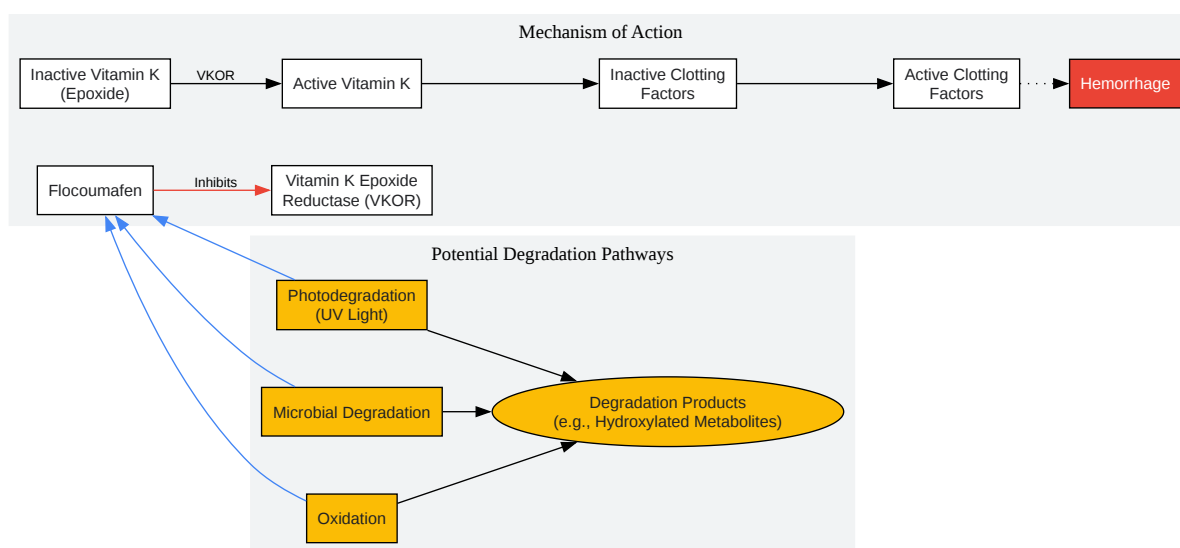 Mechanism of Action
Inactive Vitamin K
(Epoxide)
VKOR
Active Vitamin K
Inactive Clotting
Factors
Active Clotting
Factors
Hemorrhage
Flocoumafen
Inhibits
Vitamin K Epoxide
Reductase (VKOR)
Potential Degradation Pathways
Photodegradation
(UV Light)
Microbial Degradation
Degradation Products
(e.g., Hydroxylated Metabolites)
Oxidation